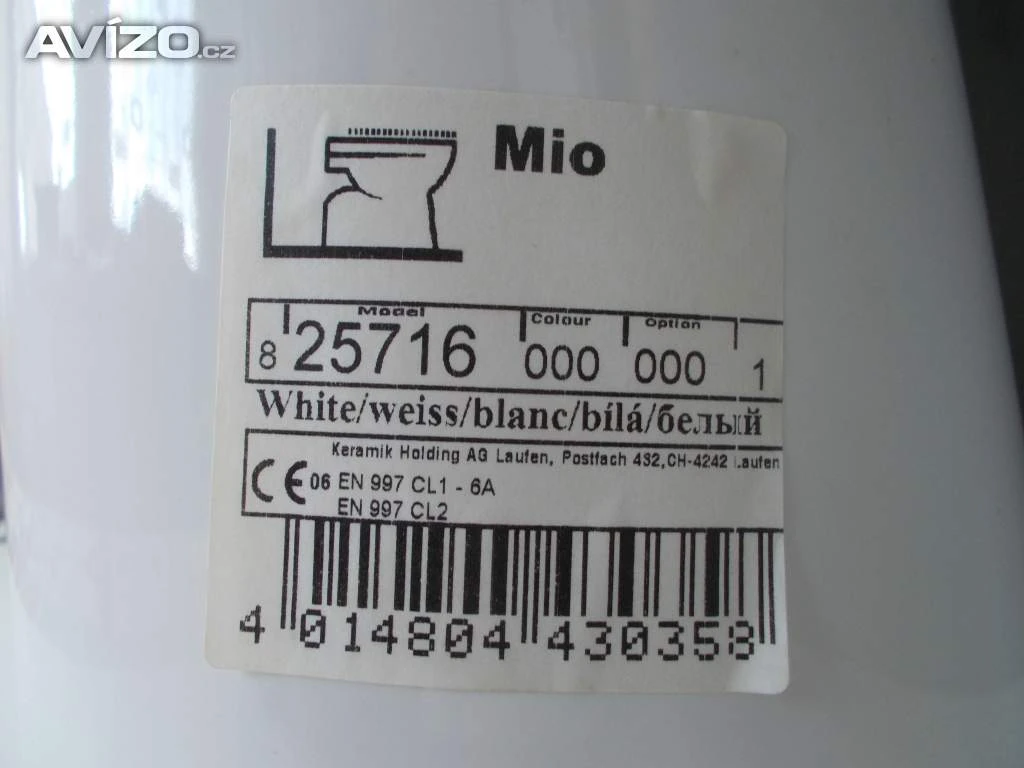 AVÍZO.cz
Mio
Model Colour Option
8 25716 000 000 1
White/weiss/blanc/bílá/белый
Keramik Holding AG Laufen, Postfach 432,CH-4242 Laufen
CE 06 EN 997 CL1 - 6A
EN 997 CL2
4 014804 430358